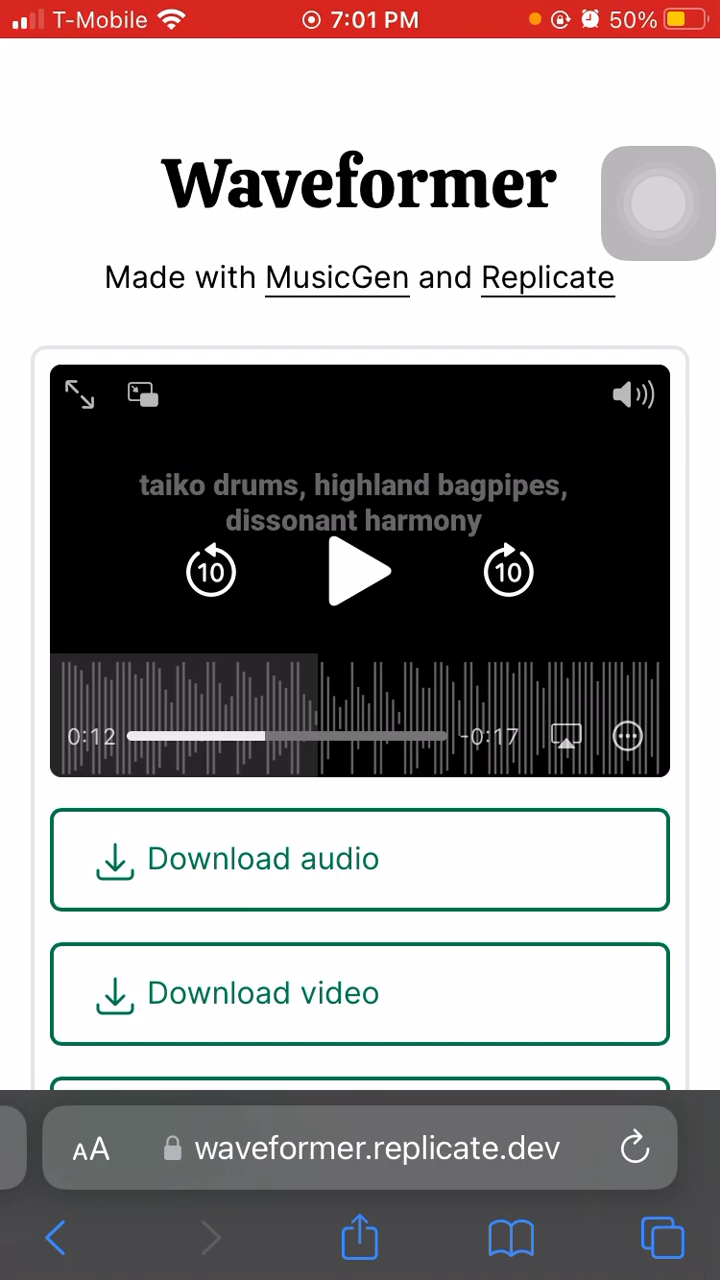 T-Mobile 7:01 PM 50%
Waveformer
Made with MusicGen and Replicate
taiko drums, highland bagpipes,
dissonant harmony
10 10
0:12 -0:17
Download audio
Download video
AA waveformer.replicate.dev